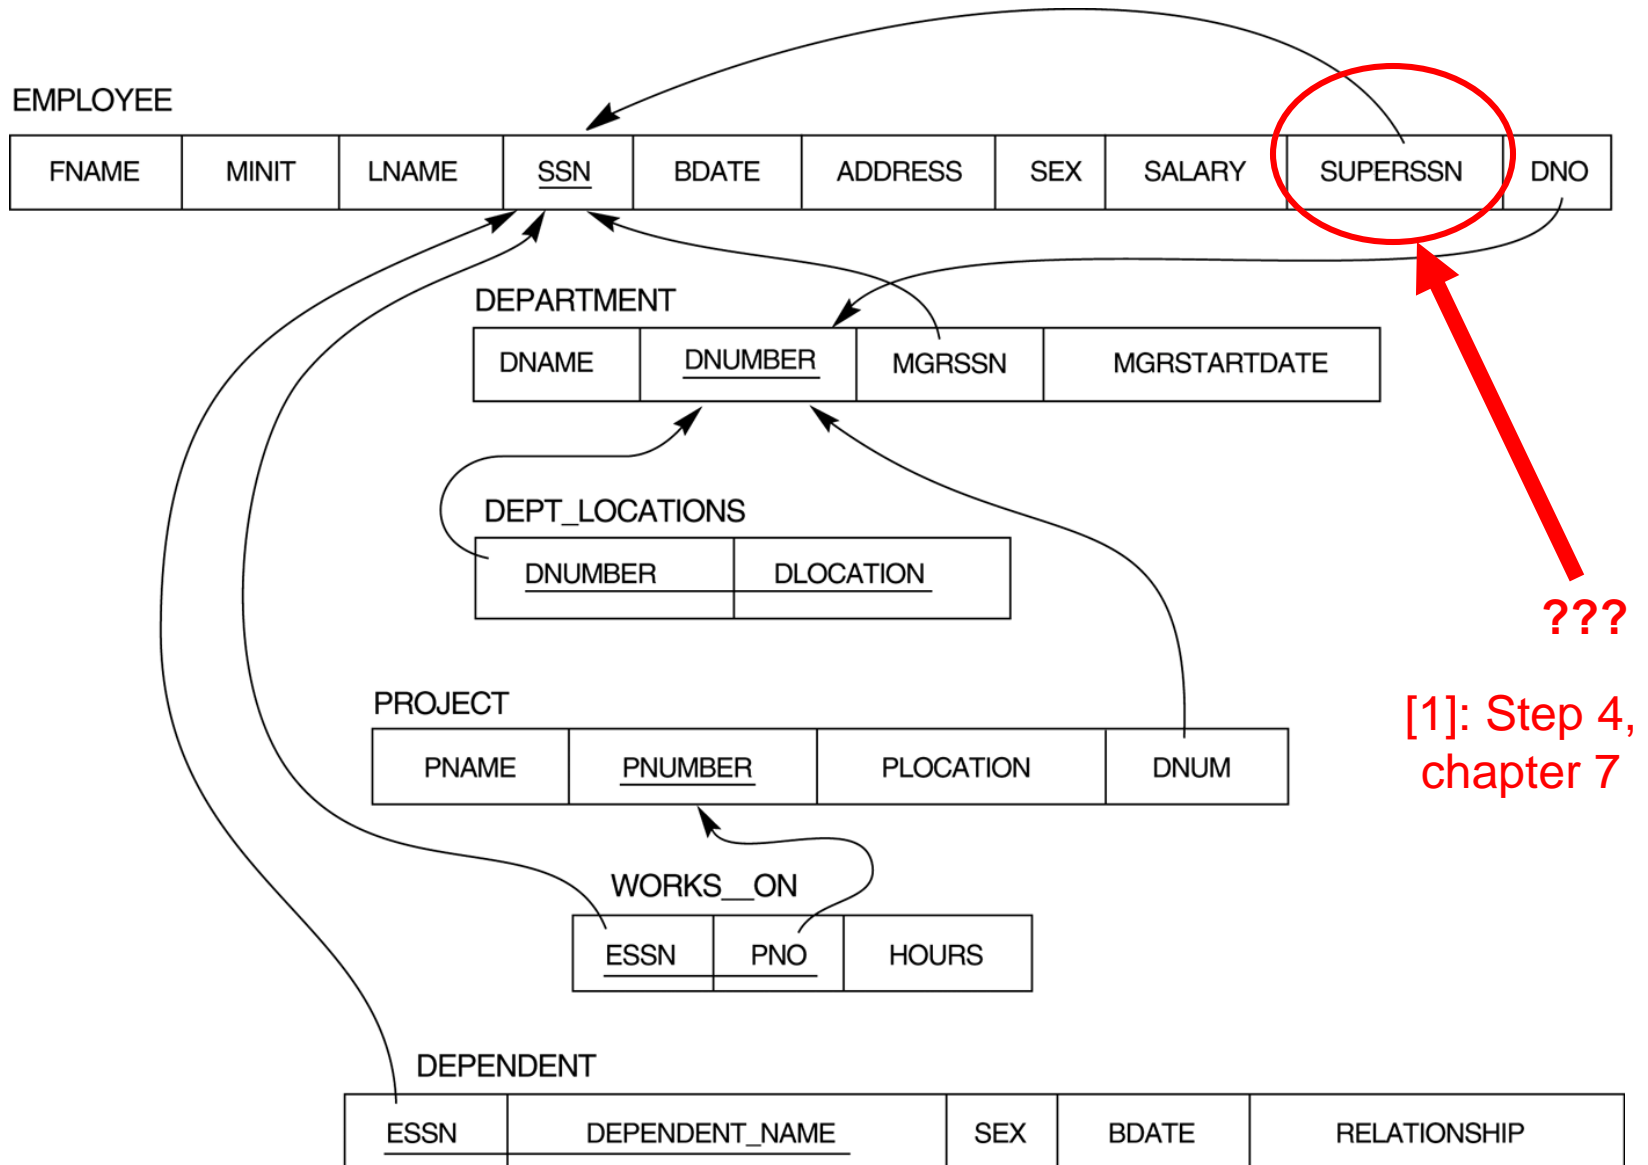 EMPLOYEE
FNAME MINIT LNAME SSN BDATE ADDRESS SEX SALARY SUPERSSN DNO
DEPARTMENT
DNAME DNUMBER MGRSSN MGRSTARTDATE
DEPT_LOCATIONS
DNUMBER DLOCATION
???
[1]: Step 4,
chapter 7
PROJECT
PNAME PNUMBER PLOCATION DNUM
WORKS__ON
ESSN PNO HOURS
DEPENDENT
ESSN DEPENDENT_NAME SEX BDATE RELATIONSHIP